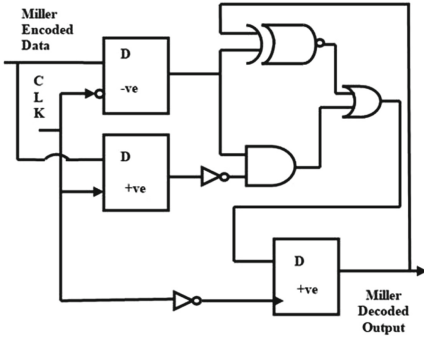 Miller
Encoded
Data
C
L
K
D
-ve
D
+ve
D
+ve
Miller
Decoded
Output